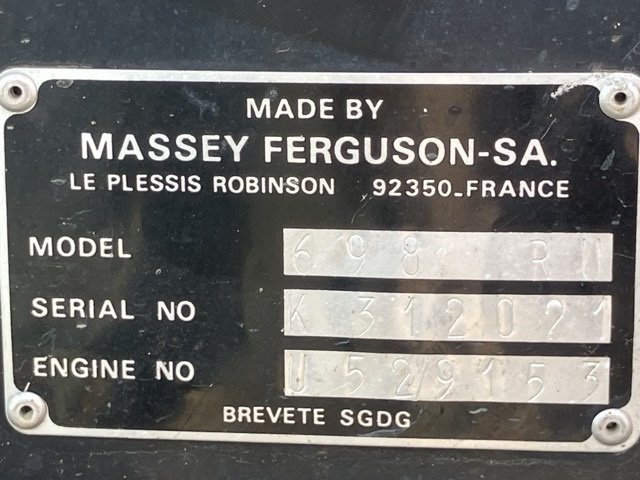 MADE BY
MASSEY FERGUSON-SA.
LE PLESSIS ROBINSON 92350-FRANCE
MODEL 698 RU
SERIAL NO K 312021
ENGINE NO U529153
BREVETE SGDG